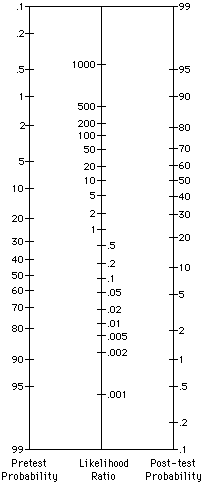 .1 99
.2
.5 95
1000
1 90
500
2 200 80
100
50 70
5 20 60
10 50
10 5 40
2 30
20 1
30 .5 20
40 .2
50 .1 10
60 .05
70 .02 5
80 .01
.005 2
90 .002 1
95 .001 .5
.2
99 .1
Pretest Likelihood Post-test
Probability Ratio Probability